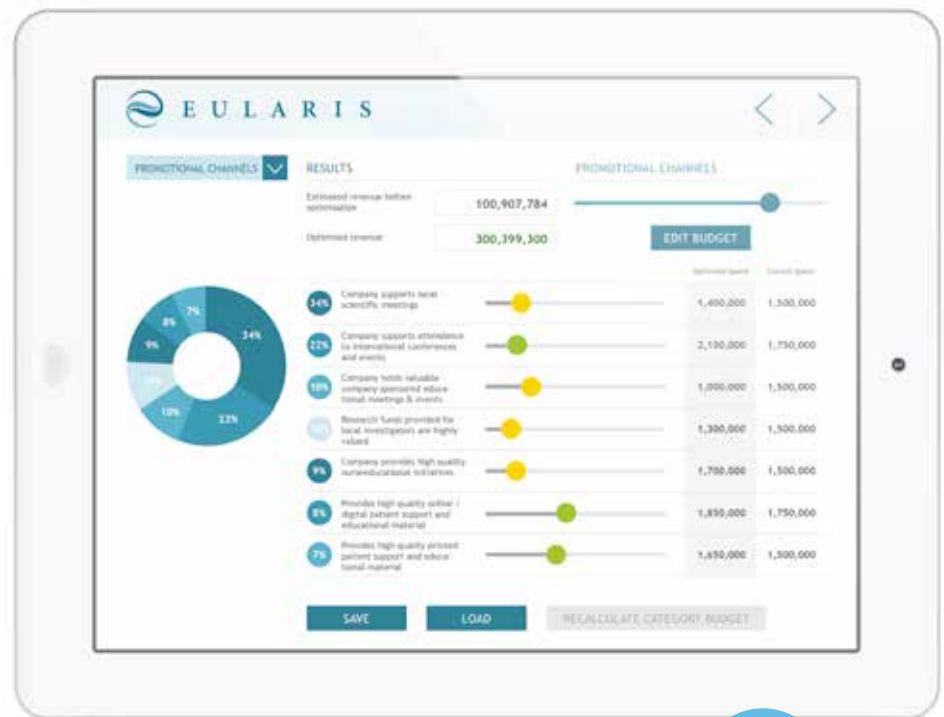 EULARIS
PROMOTIONAL CHANNELS
RESULTS
PROMOTIONAL CHANNELS
Estimated revenue before
optimisation
100,907,784
Optimised revenue
300,399,300
EDIT BUDGET
Optimised Spend
Current Spend
7%
8%
9%
34%
10%
22%
34%
Company supports local
scientific meetings
1,400,000
1,500,000
22%
Company supports attendance
to international conferences
and events
2,100,000
1,750,000
10%
Company holds valuable
company sponsored educa
tional meetings & events
1,000,000
1,500,000
Research funds provided for
local investigators are highly
valued
1,300,000
1,500,000
9%
Company provides high quality
educational initiatives
1,700,000
1,500,000
8%
Provides high quality online /
digital patient support and
educational material
1,850,000
1,750,000
7%
Provides high quality printed
patient support and educa
tional material
1,650,000
1,500,000
SAVE
LOAD
RECALCULATE CATEGORY BUDGET